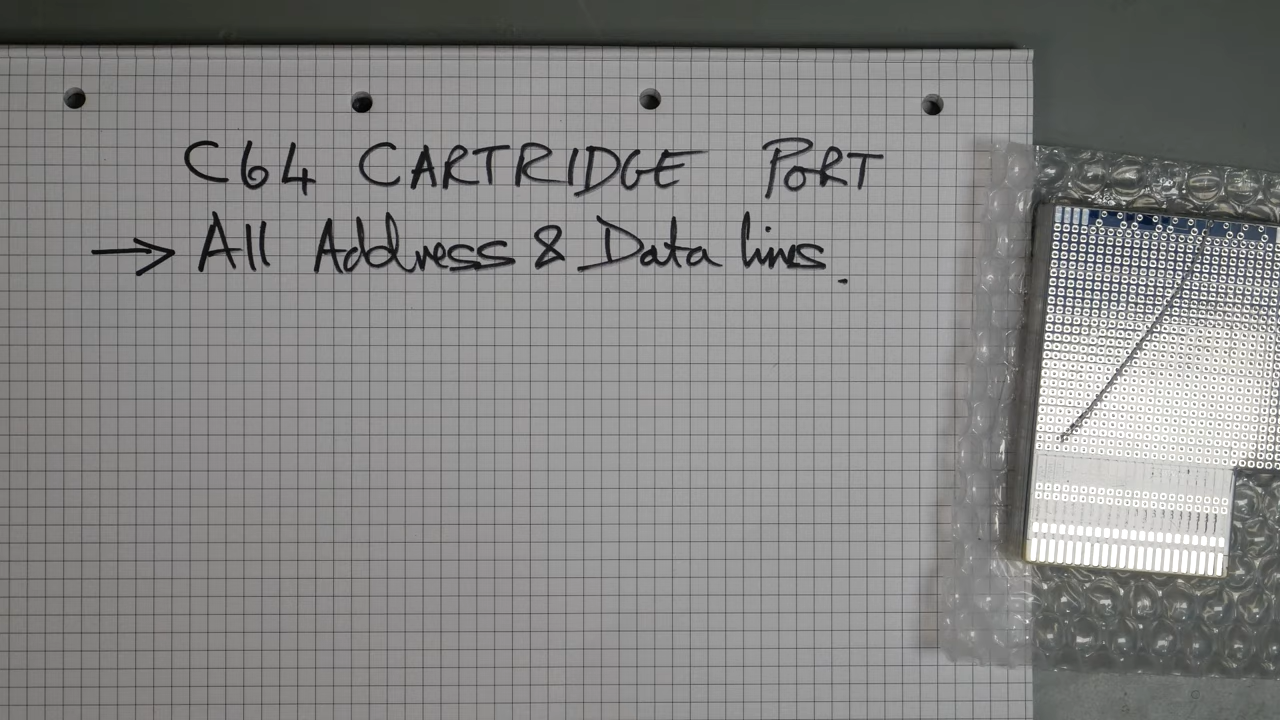 C64 CARTRIDGE PORT
→ All Address & Data lines.